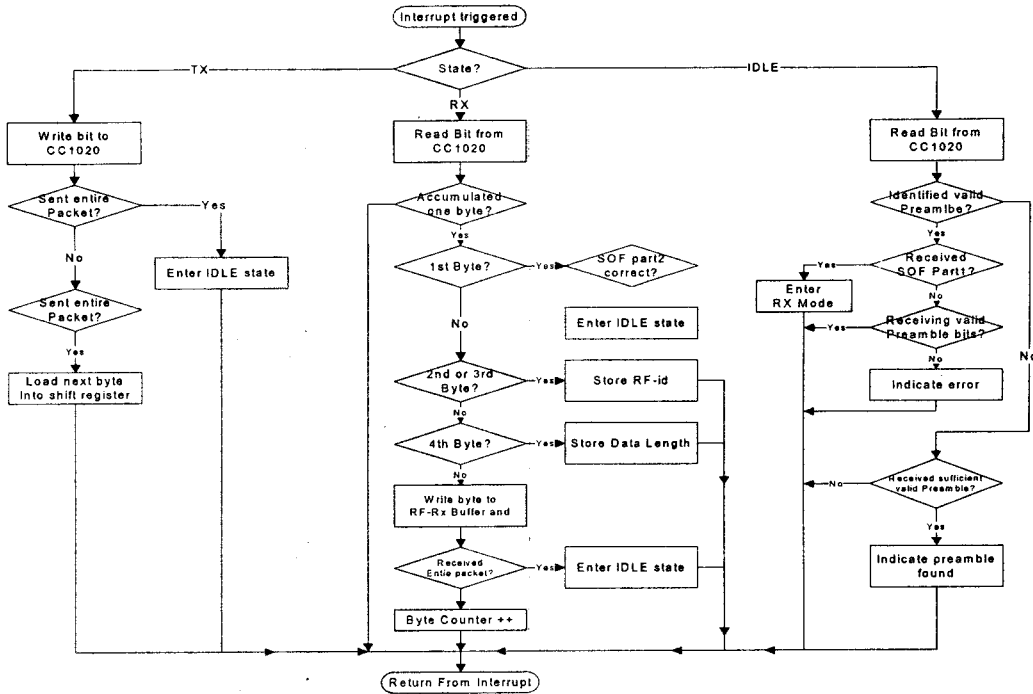 Interrupt triggered
State?
TX
IDLE
RX
Write bit to
CC1020
Read Bit from
CC1020
Read Bit from
CC1020
Sent entire
Packet?
Yes
Accumulated
one byte?
Identified valid
Preamlbe?
No
Yes
Yes
Enter IDLE state
1st Byte?
Yes
SOF part2
correct?
Yes
Received
SOF Part1?
Sent entire
Packet?
Enter
RX Mode
No
No
Enter IDLE state
Yes
Receiving valid
Preamble bits?
No
Yes
No
Load next byte
Into shift register
2nd or 3rd
Byte?
Yes
Store RF-id
Indicate error
No
4th Byte?
Yes
Store Data Length
No
No
Received sufficient
valid Preamble?
Write byte to
RF-Rx Buffer and
Yes
Received
Entie packet?
Yes
Enter IDLE state
Indicate preamble
found
Byte Counter ++
Return From Interrupt